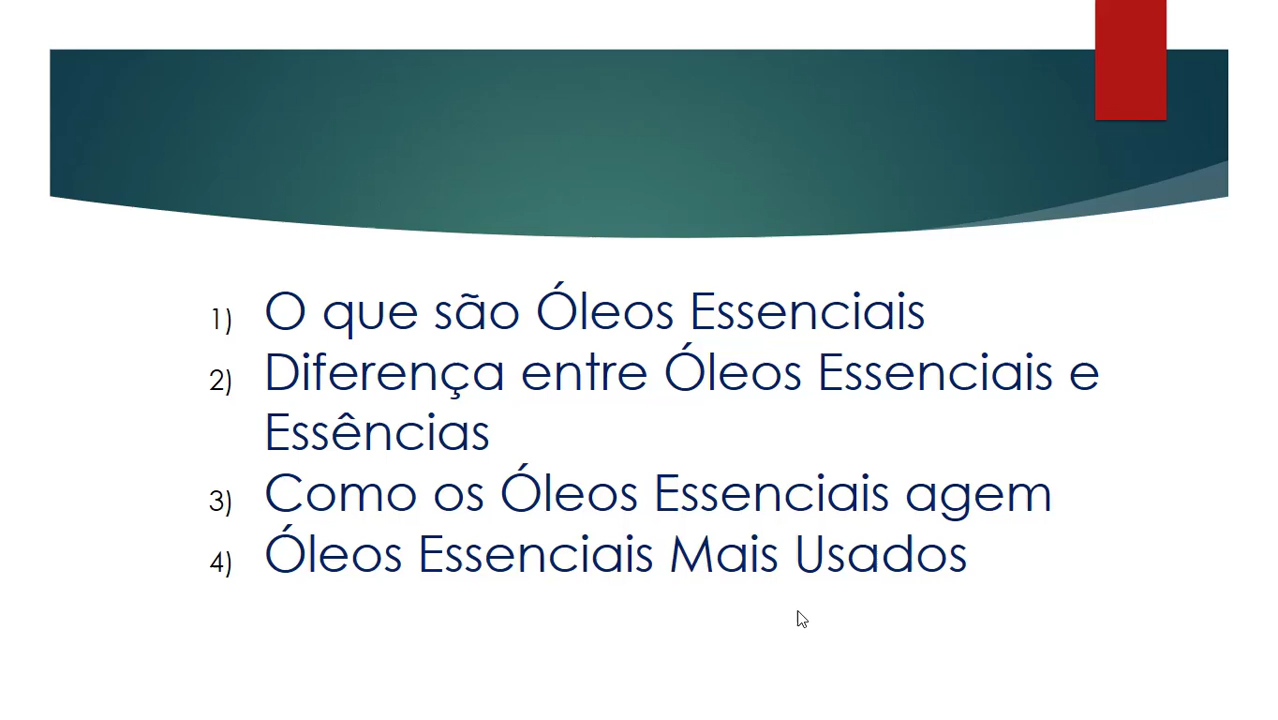 1) O que são Óleos Essenciais
2) Diferença entre Óleos Essenciais e
Essências
3) Como os Óleos Essenciais agem
4) Óleos Essenciais Mais Usados